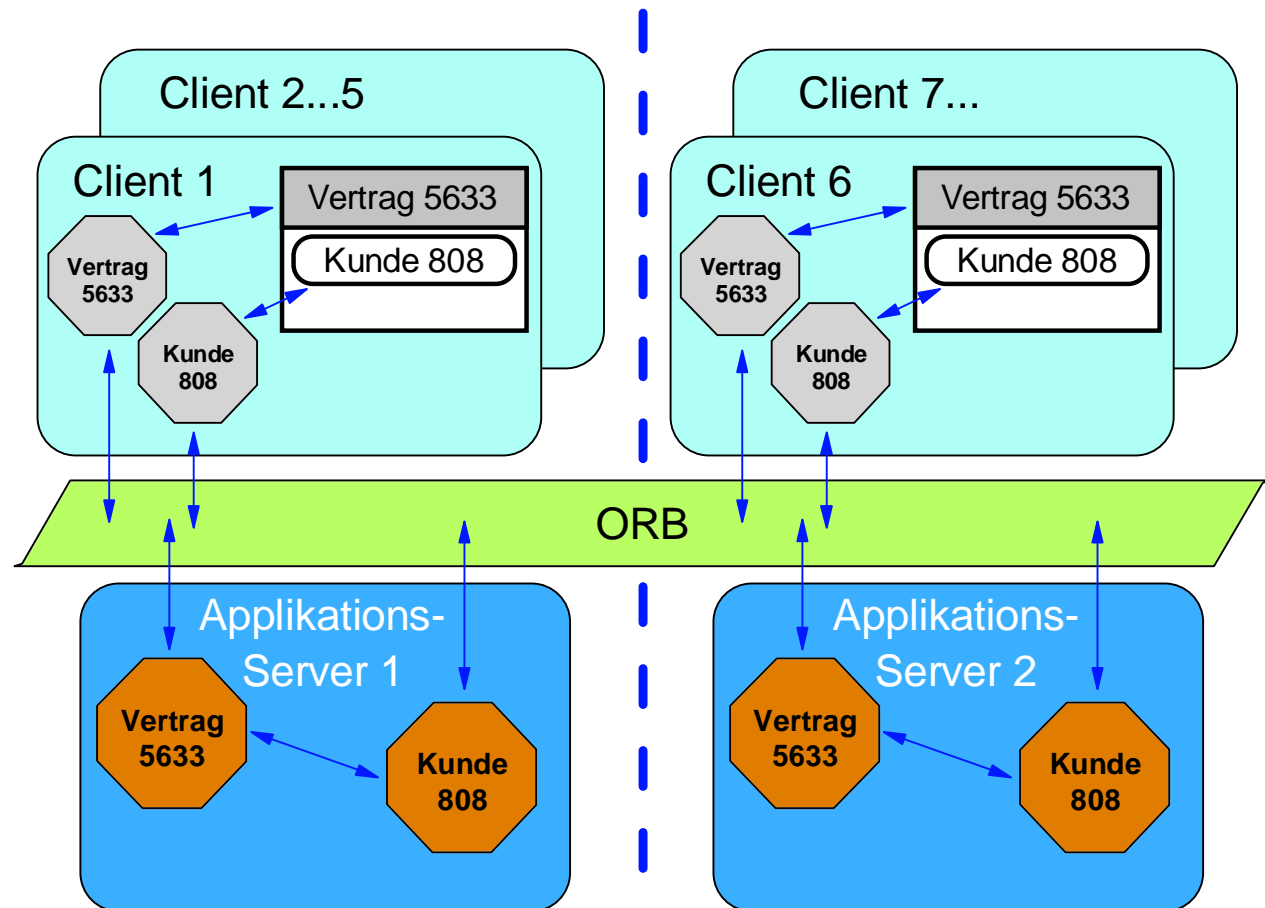 Client 2...5
Client 1
Vertrag 5633
Kunde 808
Vertrag
5633
Kunde
808
Client 7...
Client 6
Vertrag 5633
Kunde 808
Vertrag
5633
Kunde
808
ORB
Applikations-
Server 1
Vertrag
5633
Kunde
808
Applikations-
Server 2
Vertrag
5633
Kunde
808